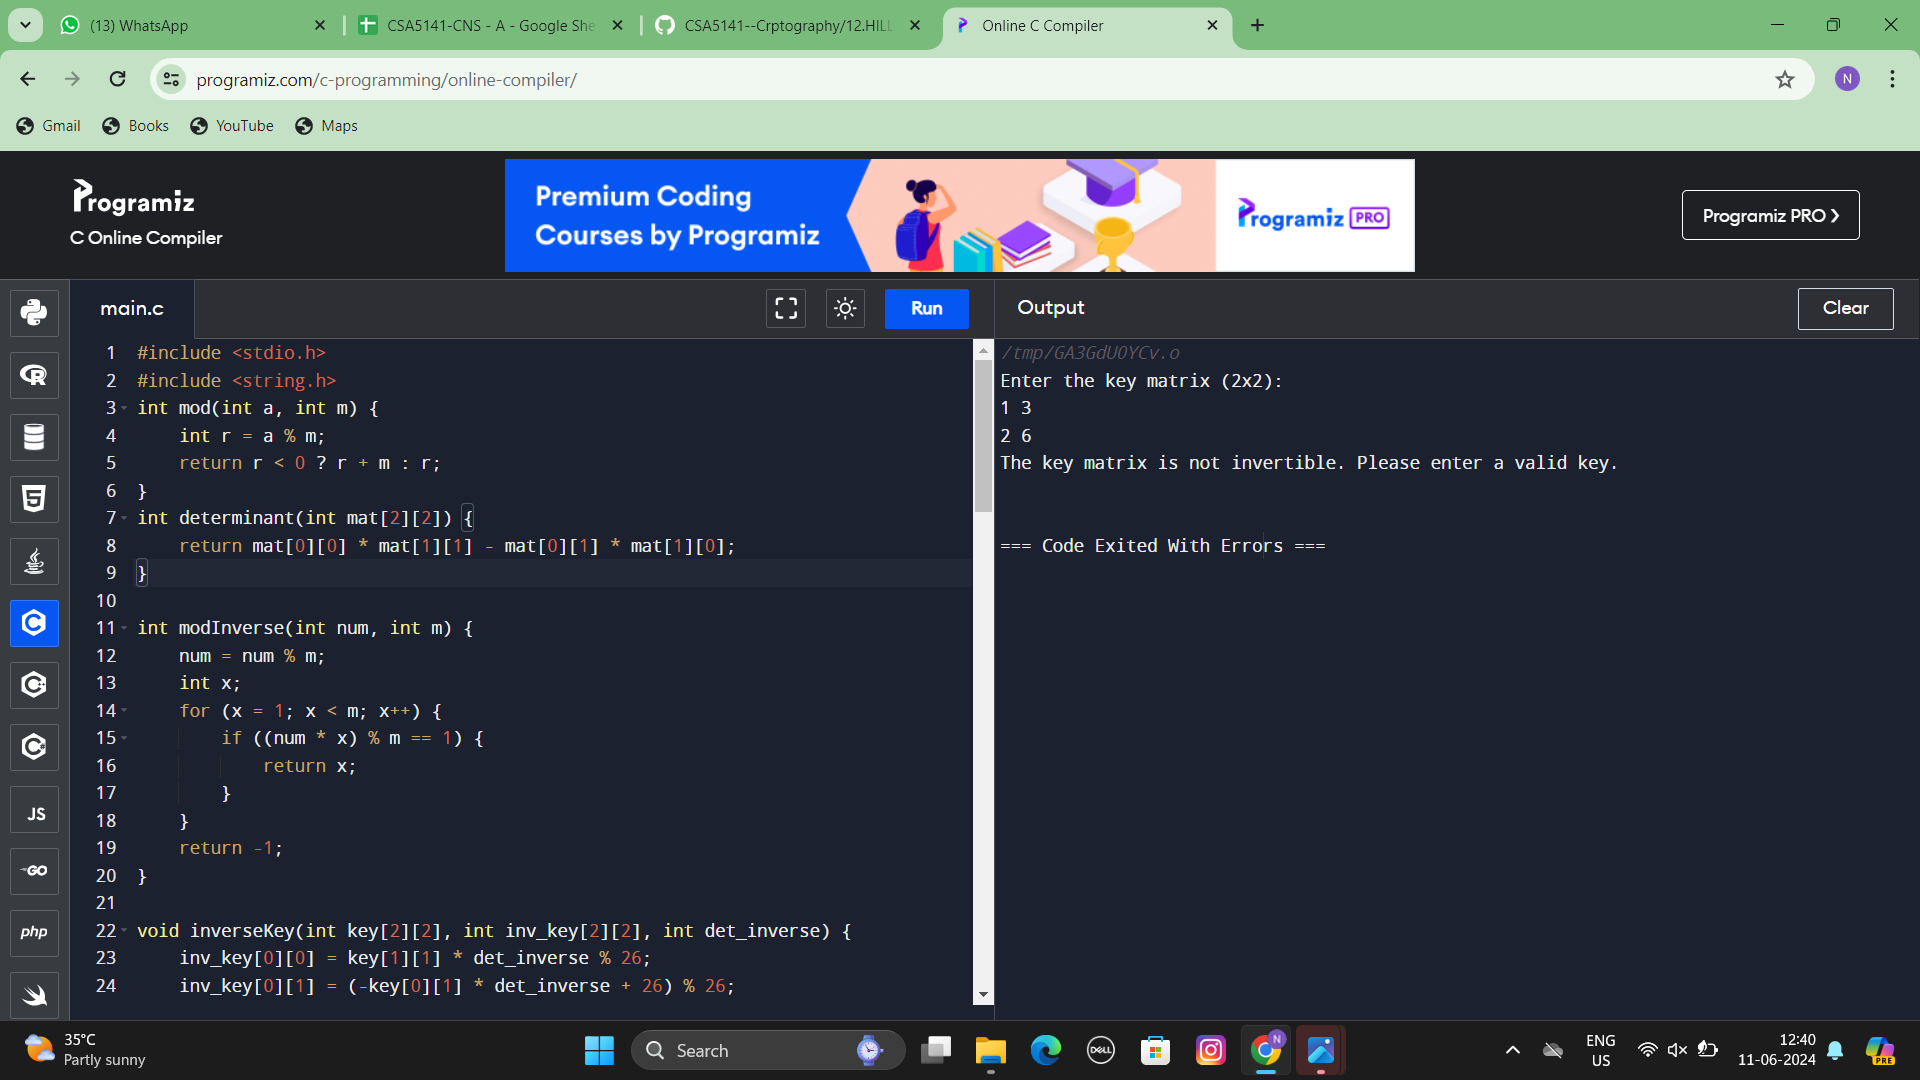 (13) WhatsApp
CSA5141-CNS - A - Google She
CSA5141--Crptography/12.HILL
Online C Compiler
programiz.com/c-programming/online-compiler/
N
Gmail
Books
YouTube
Maps
Programiz
C Online Compiler
Premium Coding
Courses by Programiz
Programiz PRO
Programiz PRO ❯
main.c
Run
Output
Clear
1 #include <stdio.h>
2 #include <string.h>
3 int mod(int a, int m) {
4     int r = a % m;
5     return r < 0 ? r + m : r;
6 }
7 int determinant(int mat[2][2]) {
8     return mat[0][0] * mat[1][1] - mat[0][1] * mat[1][0];
9 }
10
11 int modInverse(int num, int m) {
12     num = num % m;
13     int x;
14     for (x = 1; x < m; x++) {
15         if ((num * x) % m == 1) {
16             return x;
17         }
18     }
19     return -1;
20 }
21
22 void inverseKey(int key[2][2], int inv_key[2][2], int det_inverse) {
23     inv_key[0][0] = key[1][1] * det_inverse % 26;
24     inv_key[0][1] = (-key[0][1] * det_inverse + 26) % 26;
/tmp/GA3GdU0YCv.o
Enter the key matrix (2x2):
1 3
2 6
The key matrix is not invertible. Please enter a valid key.
=== Code Exited With Errors ===
JS
GO
php
35°C
Partly sunny
Search
DELL
N
ENG
US
12:40
11-06-2024
PRE